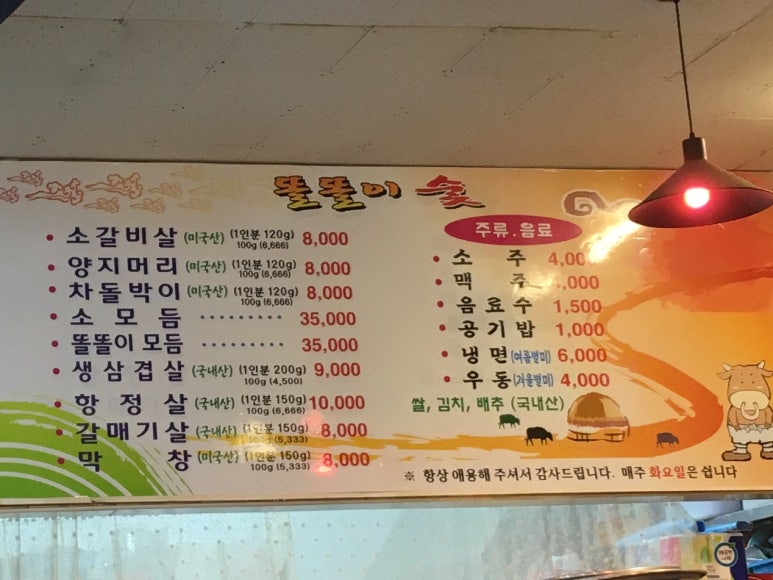 똘똘이 숯
• 소갈비살 (미국산) (1인분 120g) 8,000
100g (6,666)
• 양지머리 (미국산) (1인분 120g) 8,000
100g (6,666)
• 차돌박이 (미국산) (1인분 120g) 8,000
100g (6,666)
• 소 모 듬 ········· 35,000
• 똘똘이 모듬 ········· 35,000
• 생삼겹살 (국내산) (1인분 200g) 9,000
100g (4,500)
• 항 정 살 (국내산) (1인분 150g) 10,000
100g (6,666)
• 갈매기살 (국내산) (1인분 150g) 8,000
100g (5,333)
• 막 창 (미국산) (1인분 150g) 8,000
100g (5,333)
주류 . 음료
• 소 주
• 맥 주
• 음 료 수 1,500
• 공 기 밥 1,000
• 냉 면 (여름별미) 6,000
• 우 동 (겨울별미) 4,000
쌀, 김치, 배추 (국내산)
※ 항상 애용해 주셔서 감사드립니다. 매주 화요일은 쉽니다